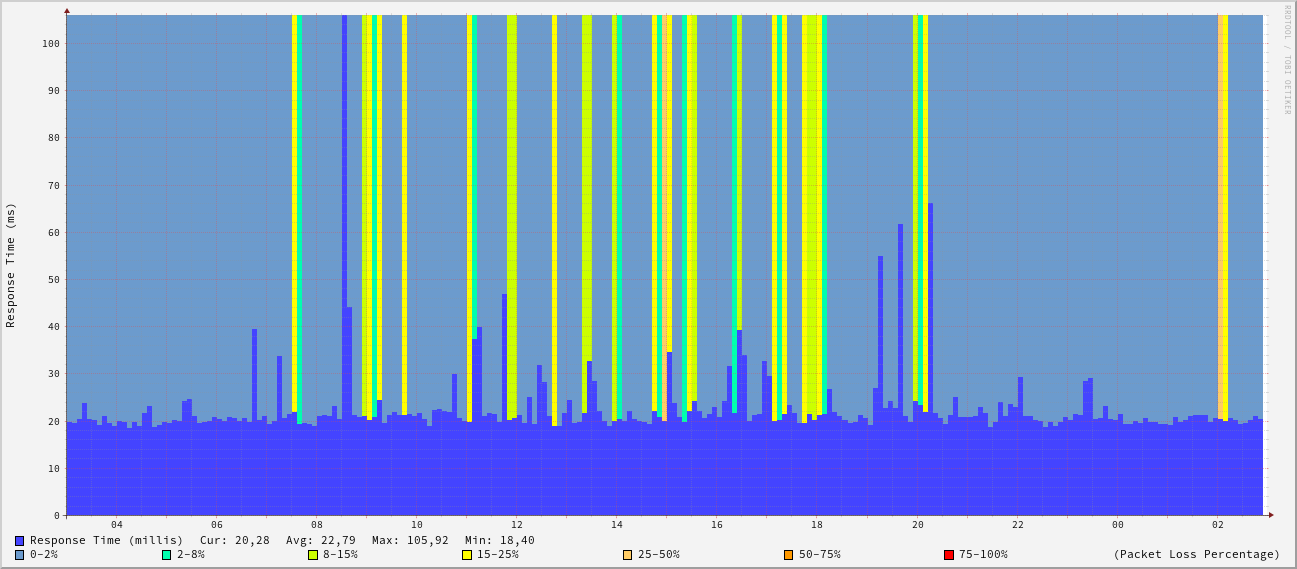 RRDTOOL / TOBI OETIKER
Response Time (ms)
100
90
80
70
60
50
40
30
20
10
0
04 06 08 10 12 14 16 18 20 22 00 02
Response Time (millis) Cur: 20,28 Avg: 22,79 Max: 105,92 Min: 18,40
0-2% 2-8% 8-15% 15-25% 25-50% 50-75% 75-100% (Packet Loss Percentage)